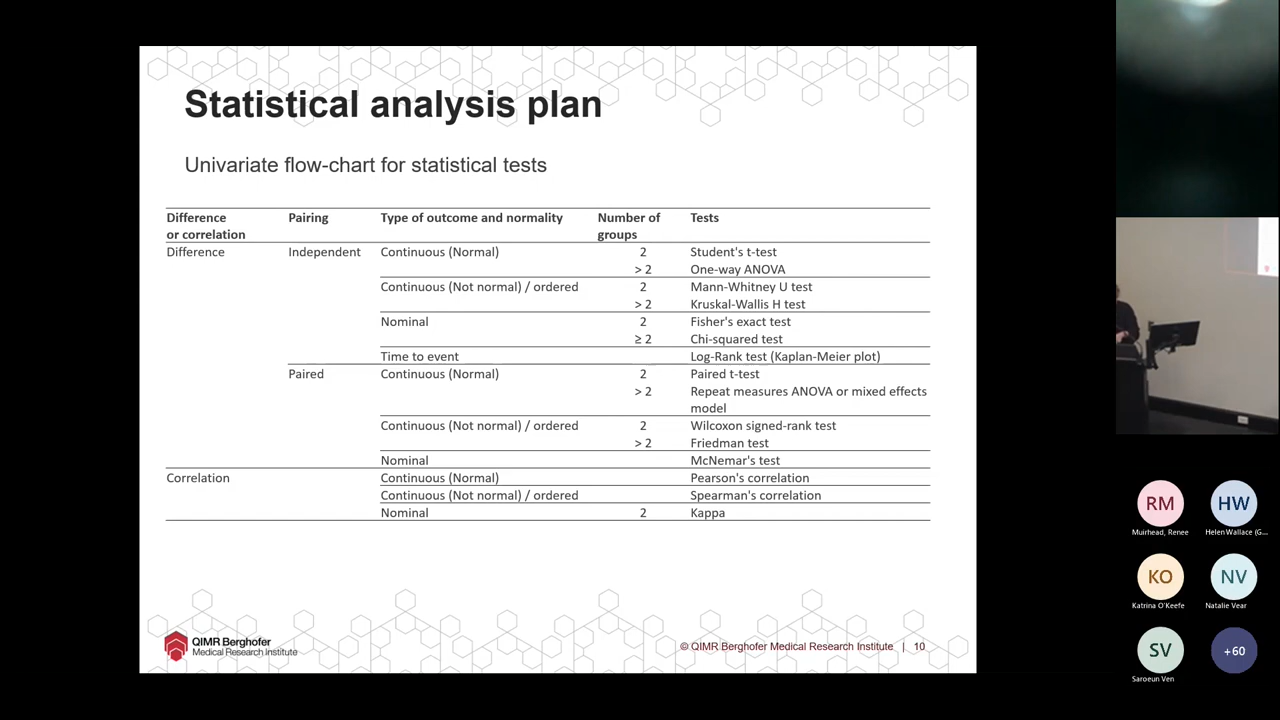 Statistical analysis plan
Univariate flow-chart for statistical tests
Difference or correlation Pairing Type of outcome and normality Number of groups Tests
Difference Independent Continuous (Normal) 2 Student's t-test
> 2 One-way ANOVA
Continuous (Not normal) / ordered 2 Mann-Whitney U test
> 2 Kruskal-Wallis H test
Nominal 2 Fisher's exact test
≥ 2 Chi-squared test
Time to event Log-Rank test (Kaplan-Meier plot)
Paired Continuous (Normal) 2 Paired t-test
> 2 Repeat measures ANOVA or mixed effects
model
Continuous (Not normal) / ordered 2 Wilcoxon signed-rank test
> 2 Friedman test
Nominal McNemar's test
Correlation Continuous (Normal) Pearson's correlation
Continuous (Not normal) / ordered Spearman's correlation
Nominal 2 Kappa
QIMR Berghofer
Medical Research Institute
© QIMR Berghofer Medical Research Institute | 10
RM HW
Muirhead, Renee Helen Wallace (G...
KO NV
Katrina O'Keefe Natalie Vear
SV +60
Saroeun Ven